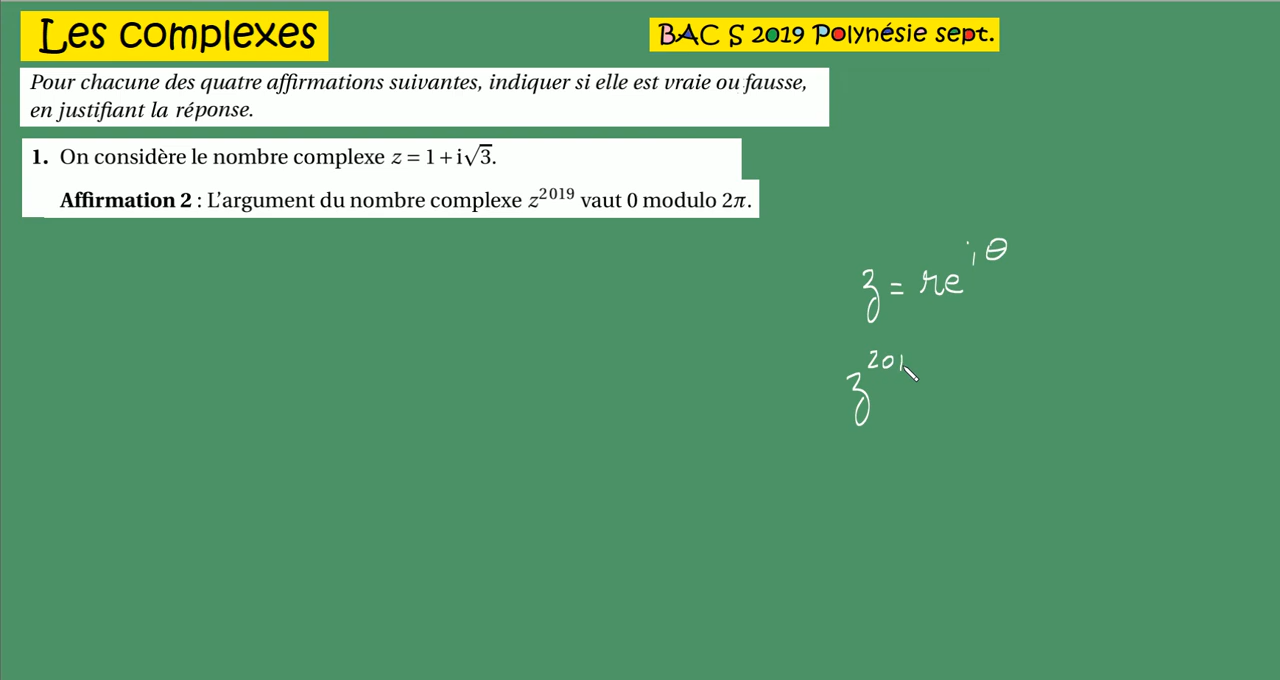 Les complexes
BAC S 2019 Polynésie sept.
Pour chacune des quatre affirmations suivantes, indiquer si elle est vraie ou fausse,
en justifiant la réponse.
1. On considère le nombre complexe z = 1 + i√3.
Affirmation 2 : L'argument du nombre complexe z²⁰¹⁹ vaut 0 modulo 2π.
z = re^{iθ}
z^{201